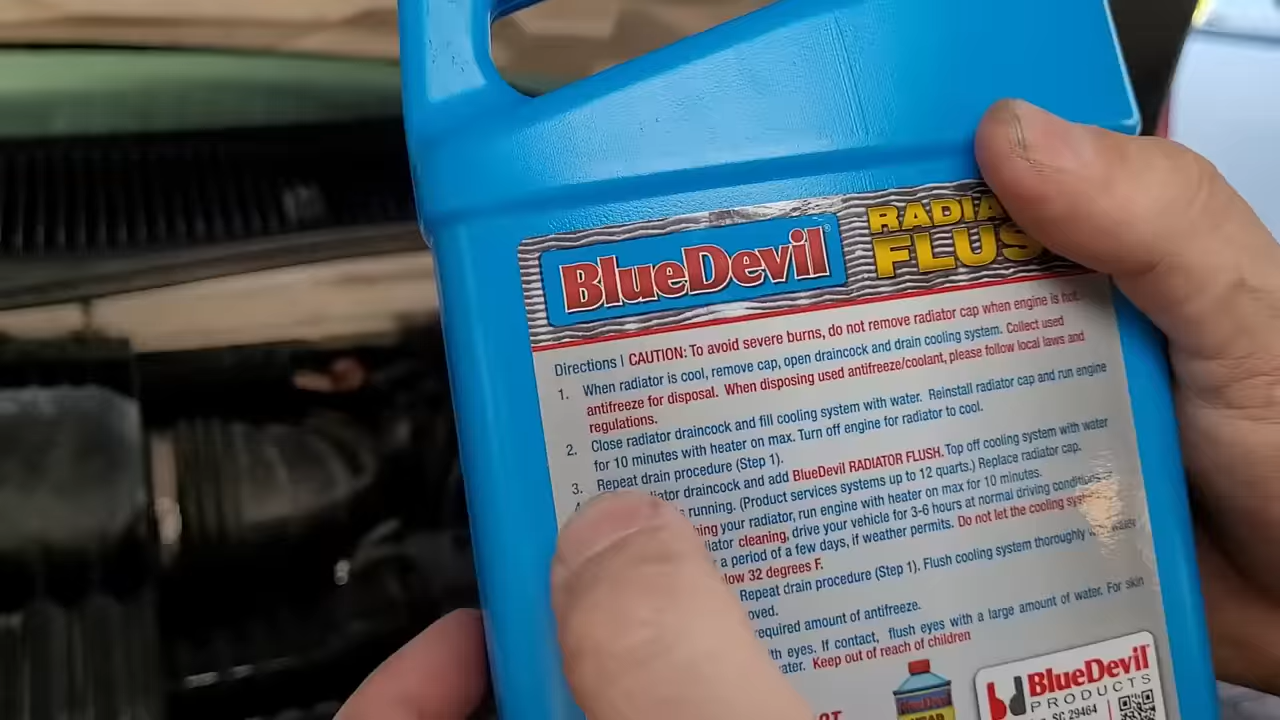 BlueDevil®
RADIA
FLUS
Directions | CAUTION: To avoid severe burns, do not remove radiator cap when engine is hot.
1. When radiator is cool, remove cap, open draincock and drain cooling system. Collect used
antifreeze for disposal. When disposing used antifreeze/coolant, please follow local laws and
regulations.
2. Close radiator draincock and fill cooling system with water. Reinstall radiator cap and run engine
for 10 minutes with heater on max. Turn off engine for radiator to cool.
3. Repeat drain procedure (Step 1).
iator draincock and add BlueDevil RADIATOR FLUSH. Top off cooling system with water
running. (Product services systems up to 12 quarts.) Replace radiator cap.
ning your radiator, run engine with heater on max for 10 minutes.
liator cleaning, drive your vehicle for 3-6 hours at normal driving conditions
a period of a few days, if weather permits. Do not let the cooling sys
low 32 degrees F.
Repeat drain procedure (Step 1). Flush cooling system thoroughly water
oved.
equired amount of antifreeze.
th eyes. If contact, flush eyes with a large amount of water. For skin
ater. Keep out of reach of children
BlueDevil
PRODUCTS
SC 29464